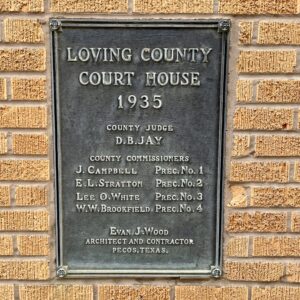 LOVING COUNTY
COURT HOUSE
1935
COUNTY JUDGE
D.B.JAY
COUNTY COMMISSIONERS
J. CAMPBELL PREC. NO. 1
E. L. STRATTON PREC. NO. 2
LEE O. WHITE PREC. NO. 3
W. W. BROOKFIELD PREC. NO. 4
EVAN J. WOOD
ARCHITECT AND CONTRACTOR
PECOS, TEXAS.